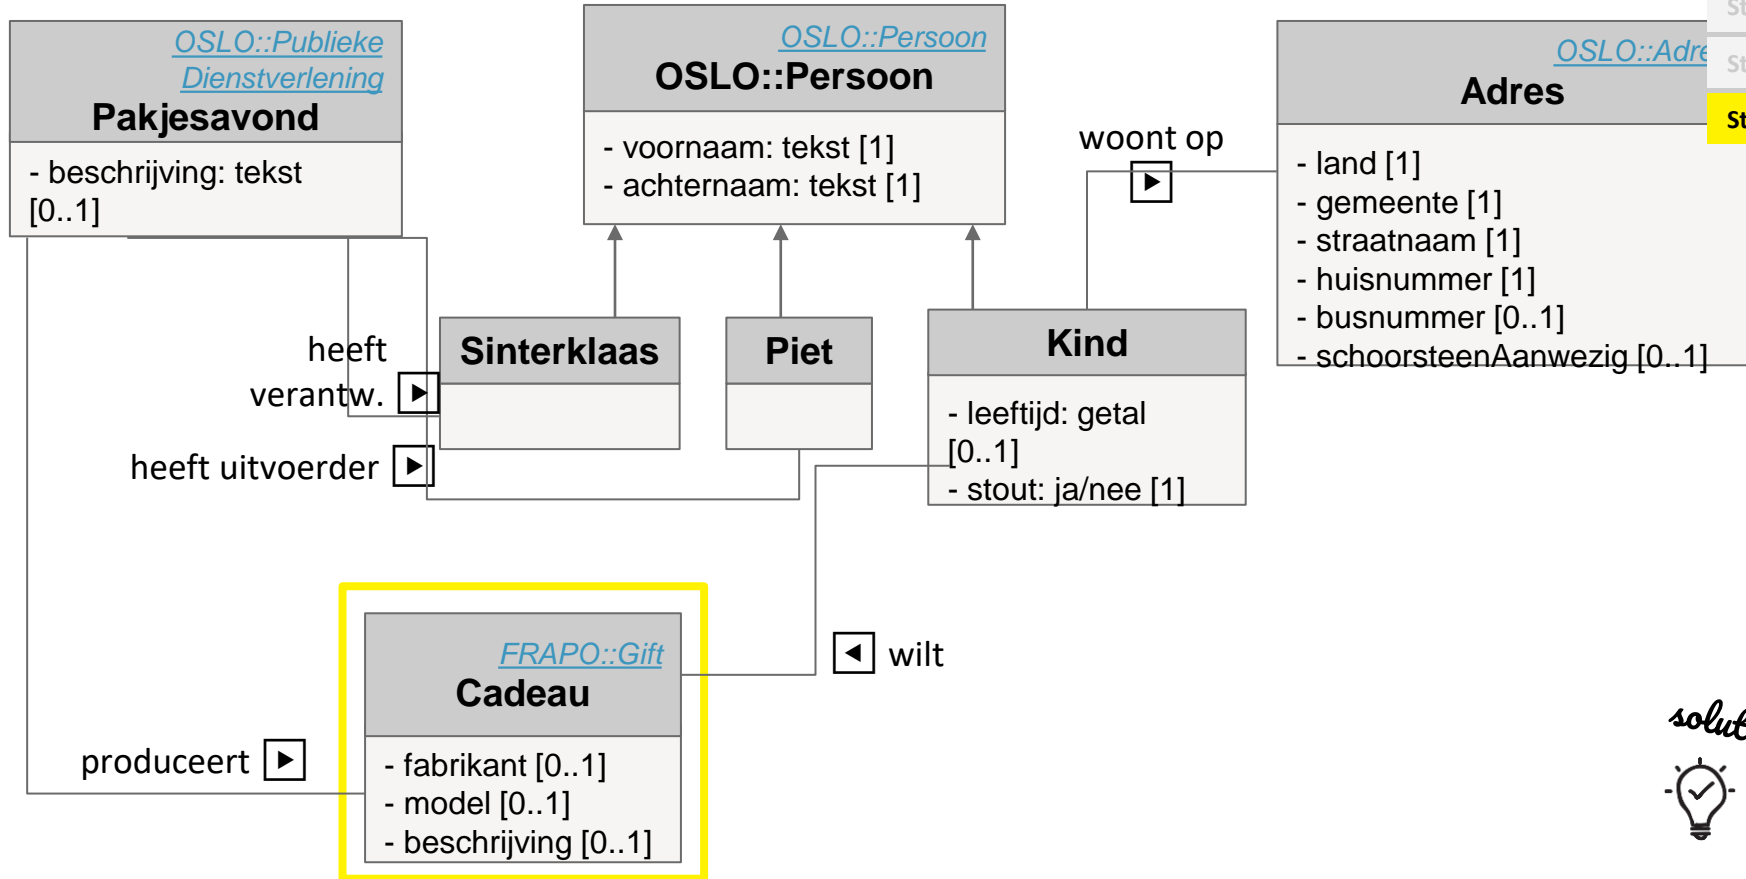 OSLO::Publieke
Dienstverlening
Pakjesavond
- beschrijving: tekst
[0..1]
OSLO::Persoon
OSLO::Persoon
- voornaam: tekst [1]
- achternaam: tekst [1]
woont op
Adres
- land [1]
- gemeente [1]
- straatnaam [1]
- huisnummer [1]
- busnummer [0..1]
- schoorsteenAanwezig [0..1]
heeft
verantw.
heeft uitvoerder
Sinterklaas
Piet
Kind
- leeftijd: getal
[0..1]
- stout: ja/nee [1]
FRAPO::Gift
Cadeau
- fabrikant [0..1]
- model [0..1]
- beschrijving [0..1]
wilt
produceert